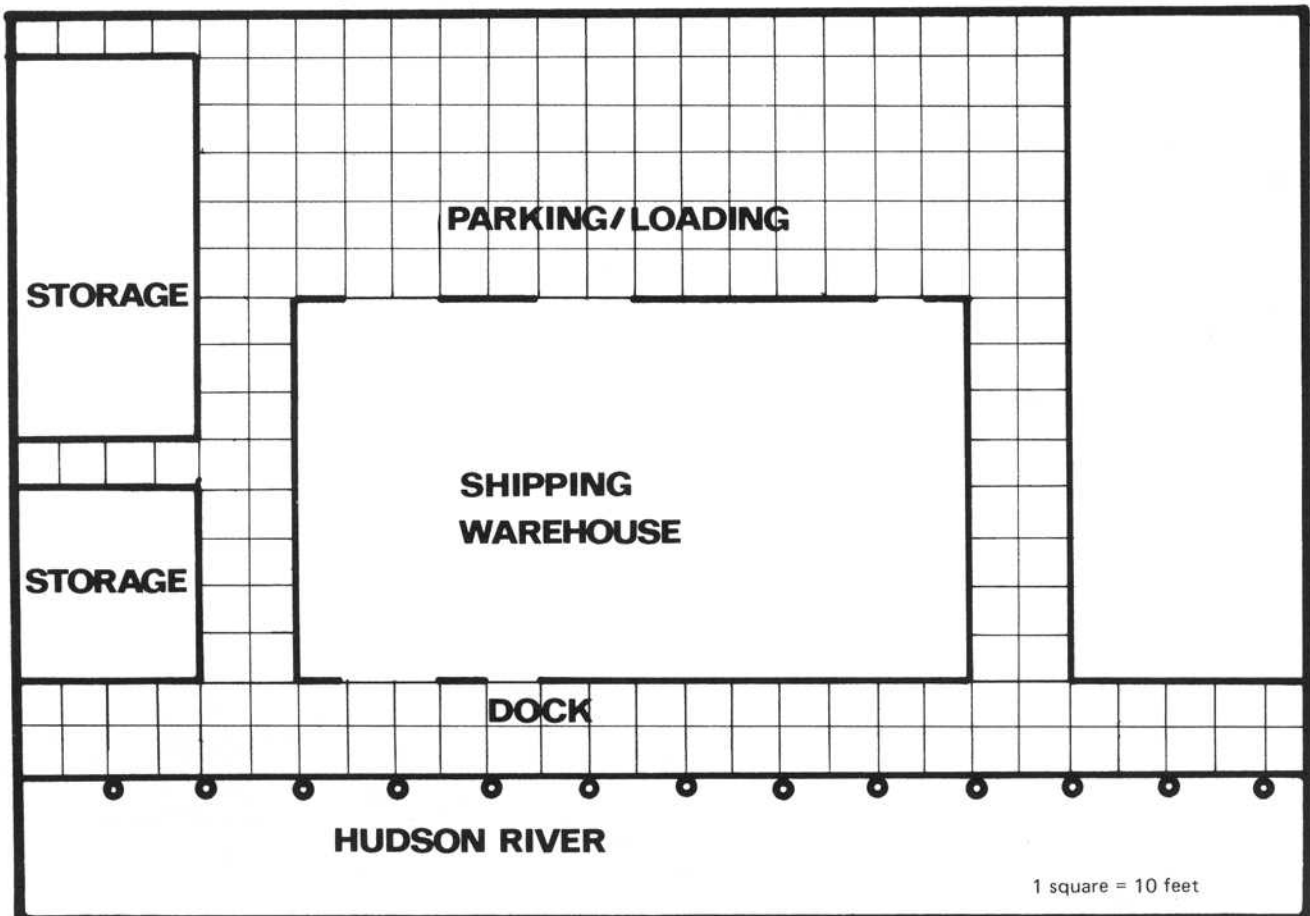 PARKING/LOADING
STORAGE
SHIPPING
WAREHOUSE
STORAGE
DOCK
HUDSON RIVER
1 square = 10 feet